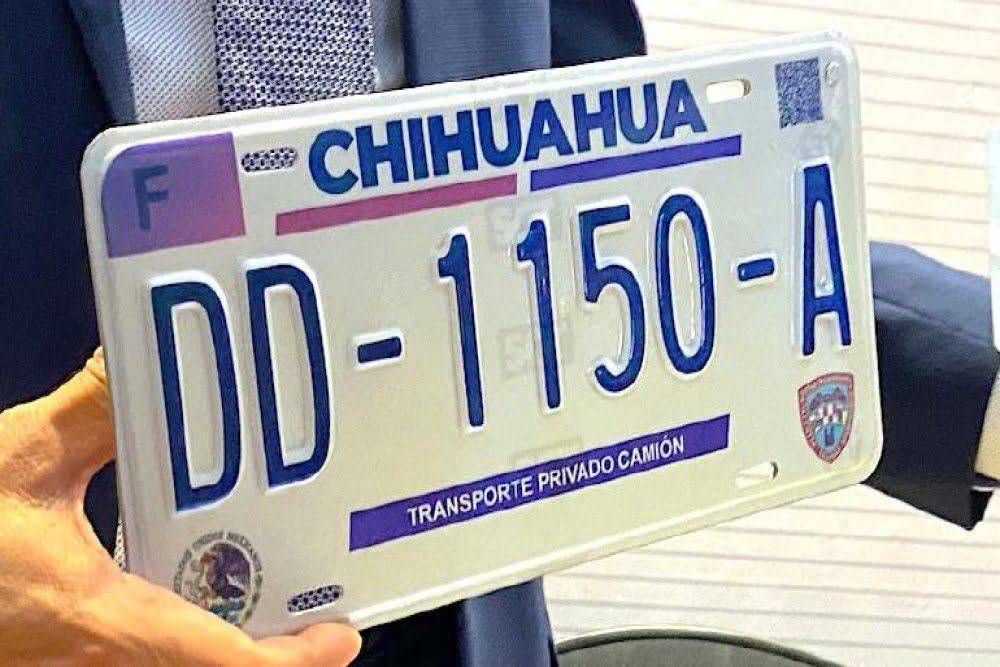 F
CHIHUAHUA
DD-1150-A
TRANSPORTE PRIVADO CAMIÓN